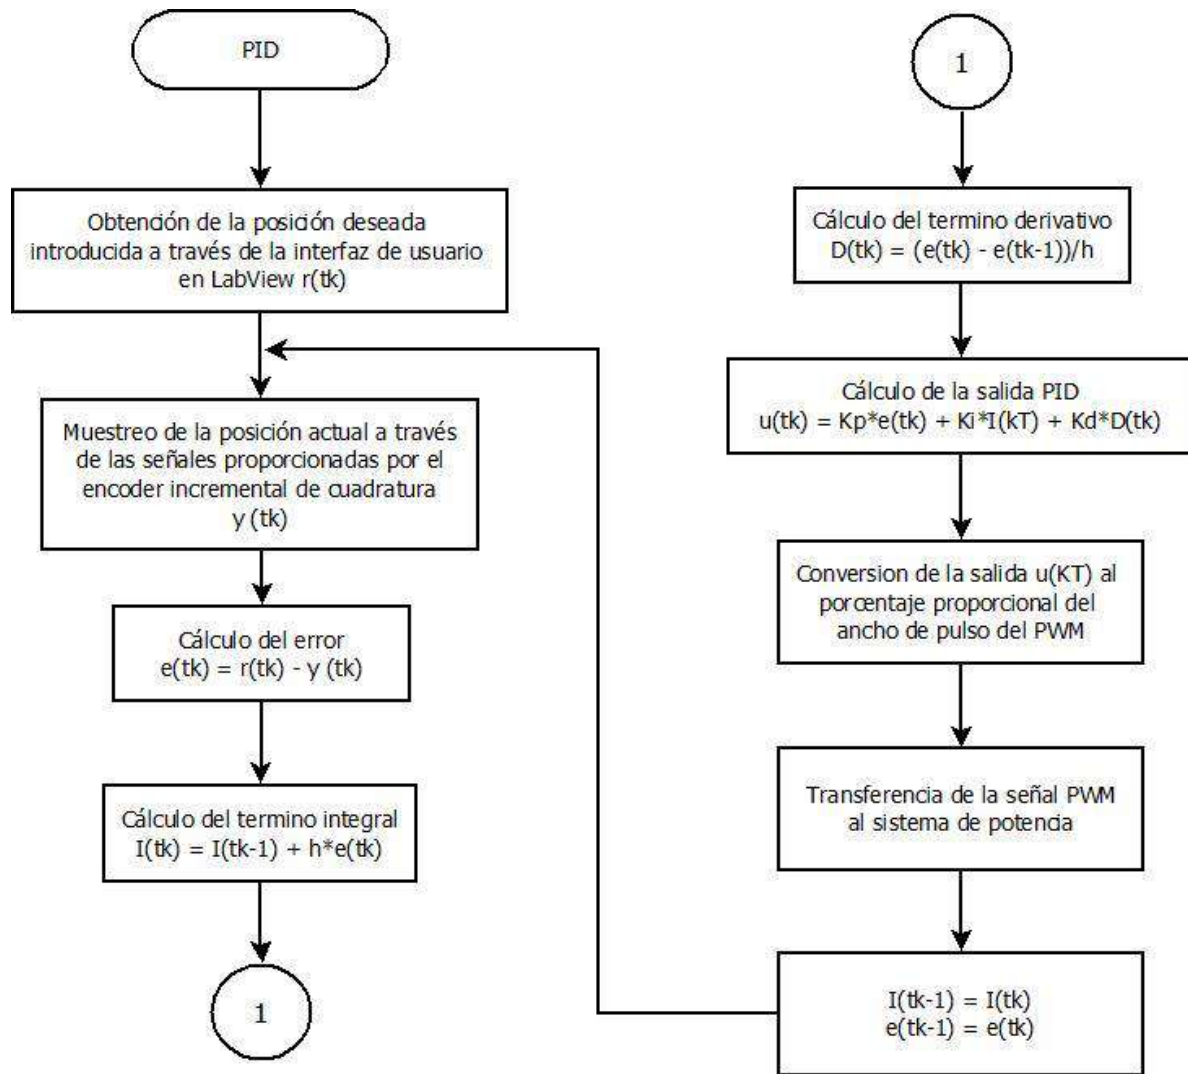 PID
Obtención de la posición deseada
introducida a través de la interfaz de usuario
en LabView r(tk)
Muestreo de la posición actual a través
de las señales proporcionadas por el
encoder incremental de cuadratura
y (tk)
Cálculo del error
e(tk) = r(tk) - y (tk)
Cálculo del termino integral
I(tk) = I(tk-1) + h*e(tk)
1
1
Cálculo del termino derivativo
D(tk) = (e(tk) - e(tk-1))/h
Cálculo de la salida PID
u(tk) = Kp*e(tk) + Ki*I(kT) + Kd*D(tk)
Conversion de la salida u(KT) al
porcentaje proporcional del
ancho de pulso del PWM
Transferencia de la señal PWM
al sistema de potencia
I(tk-1) = I(tk)
e(tk-1) = e(tk)